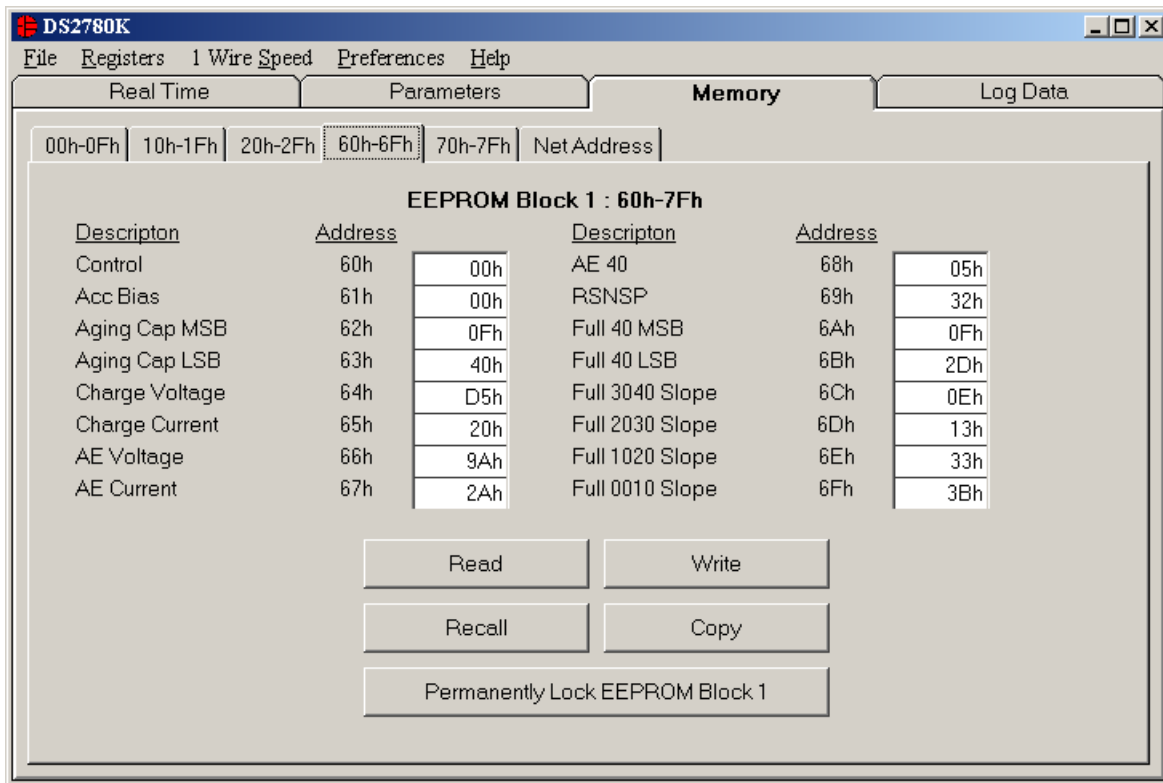 DS2780K
File Registers 1 Wire Speed Preferences Help
Real Time Parameters Memory Log Data
00h-0Fh 10h-1Fh 20h-2Fh 60h-6Fh 70h-7Fh Net Address
EEPROM Block 1 : 60h-7Fh
Descripton Address Descripton Address
Control 60h 00h AE 40 68h 05h
Acc Bias 61h 00h RSNSP 69h 32h
Aging Cap MSB 62h 0Fh Full 40 MSB 6Ah 0Fh
Aging Cap LSB 63h 40h Full 40 LSB 6Bh 2Dh
Charge Voltage 64h D5h Full 3040 Slope 6Ch 0Eh
Charge Current 65h 20h Full 2030 Slope 6Dh 13h
AE Voltage 66h 9Ah Full 1020 Slope 6Eh 33h
AE Current 67h 2Ah Full 0010 Slope 6Fh 3Bh
Read Write
Recall Copy
Permanently Lock EEPROM Block 1